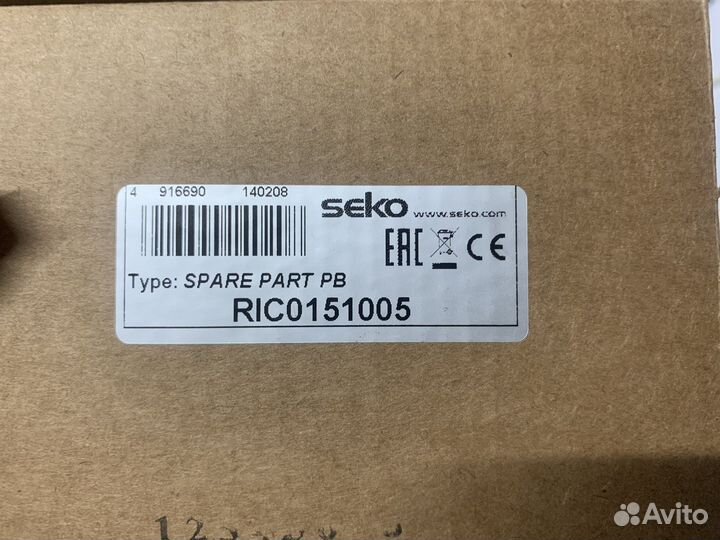 4 916690 140208
seko www.seko.com
EAC CE
Type: SPARE PART PB
RIC0151005
Avito